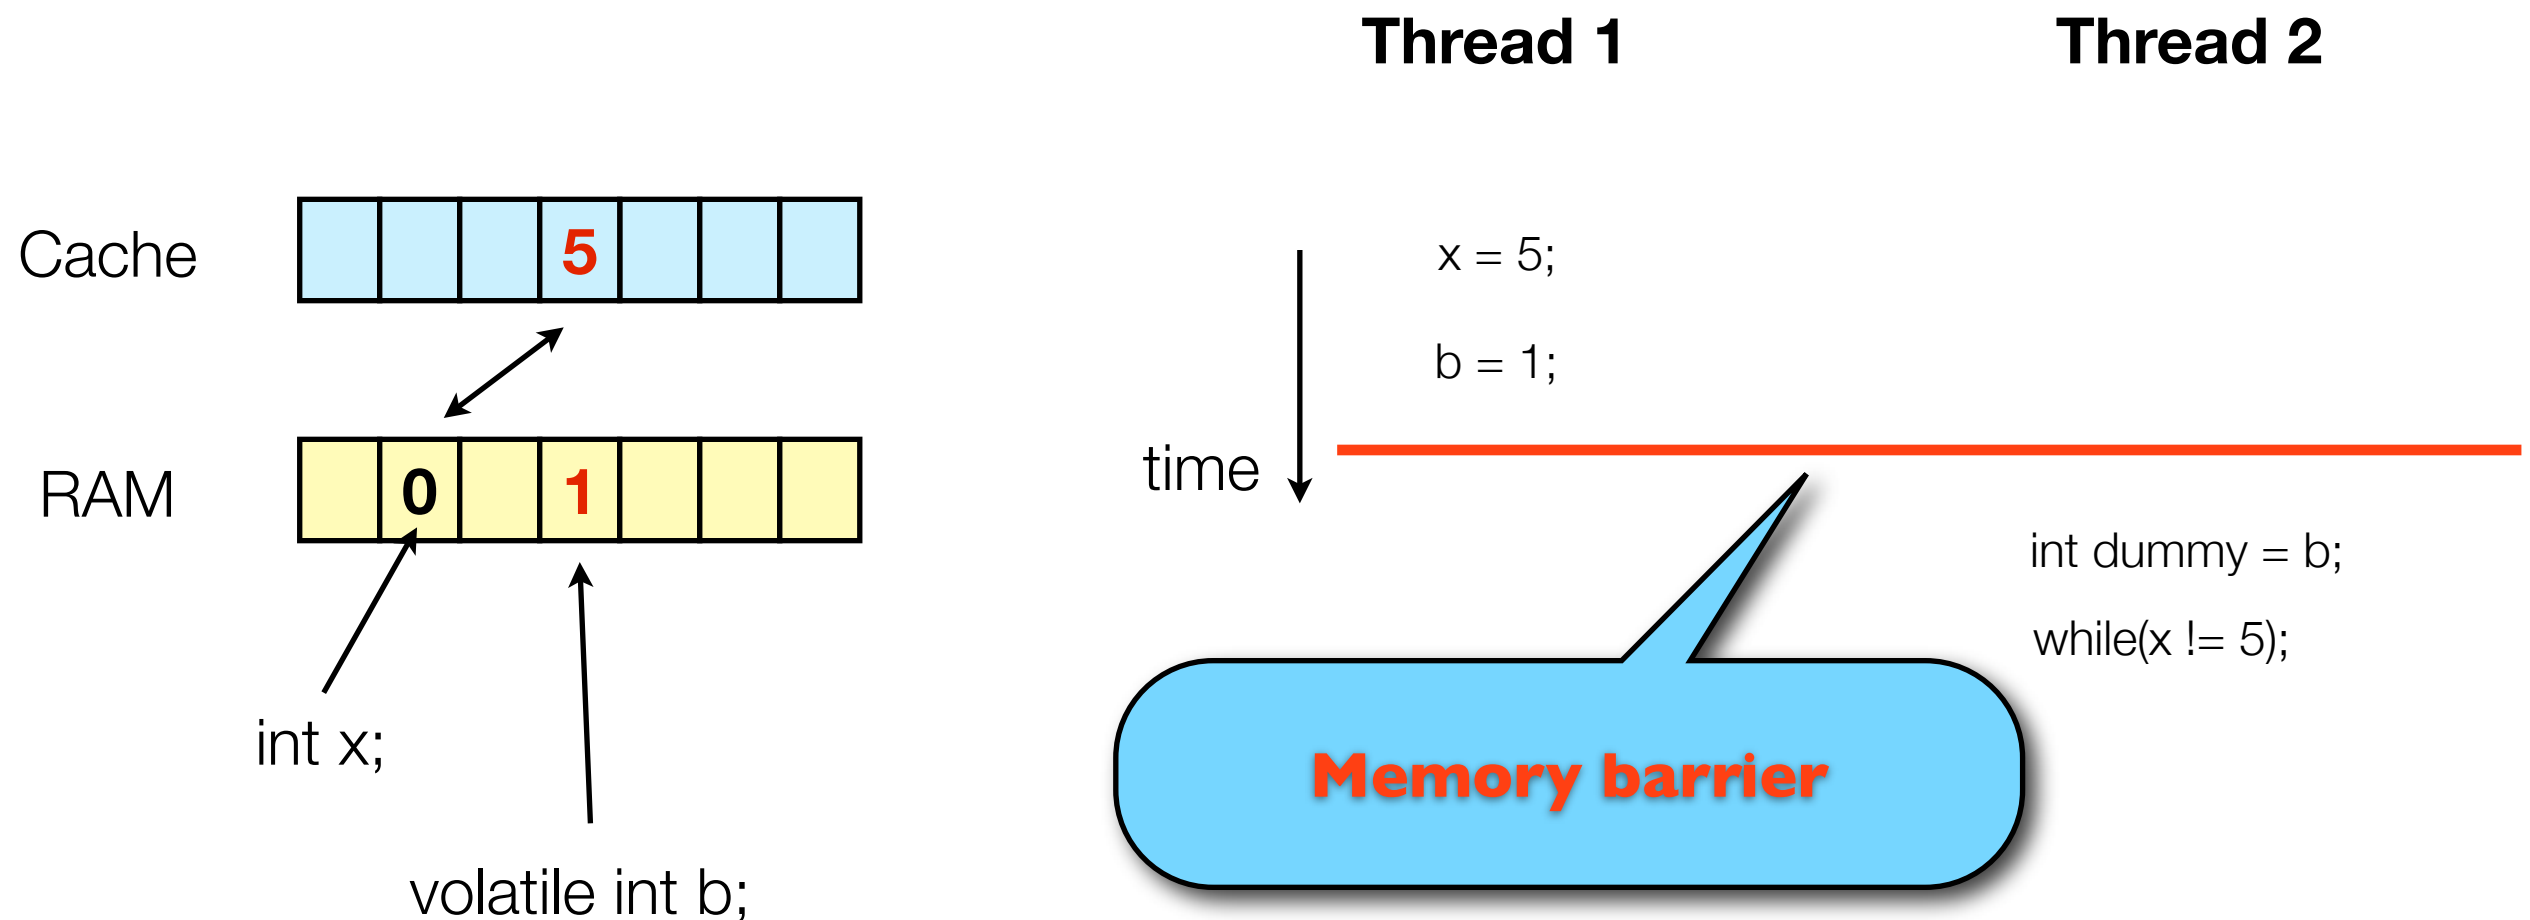 Thread 1
Thread 2
Cache
5
x = 5;
b = 1;
time
RAM
0
1
int dummy = b;
while(x != 5);
int x;
Memory barrier
volatile int b;